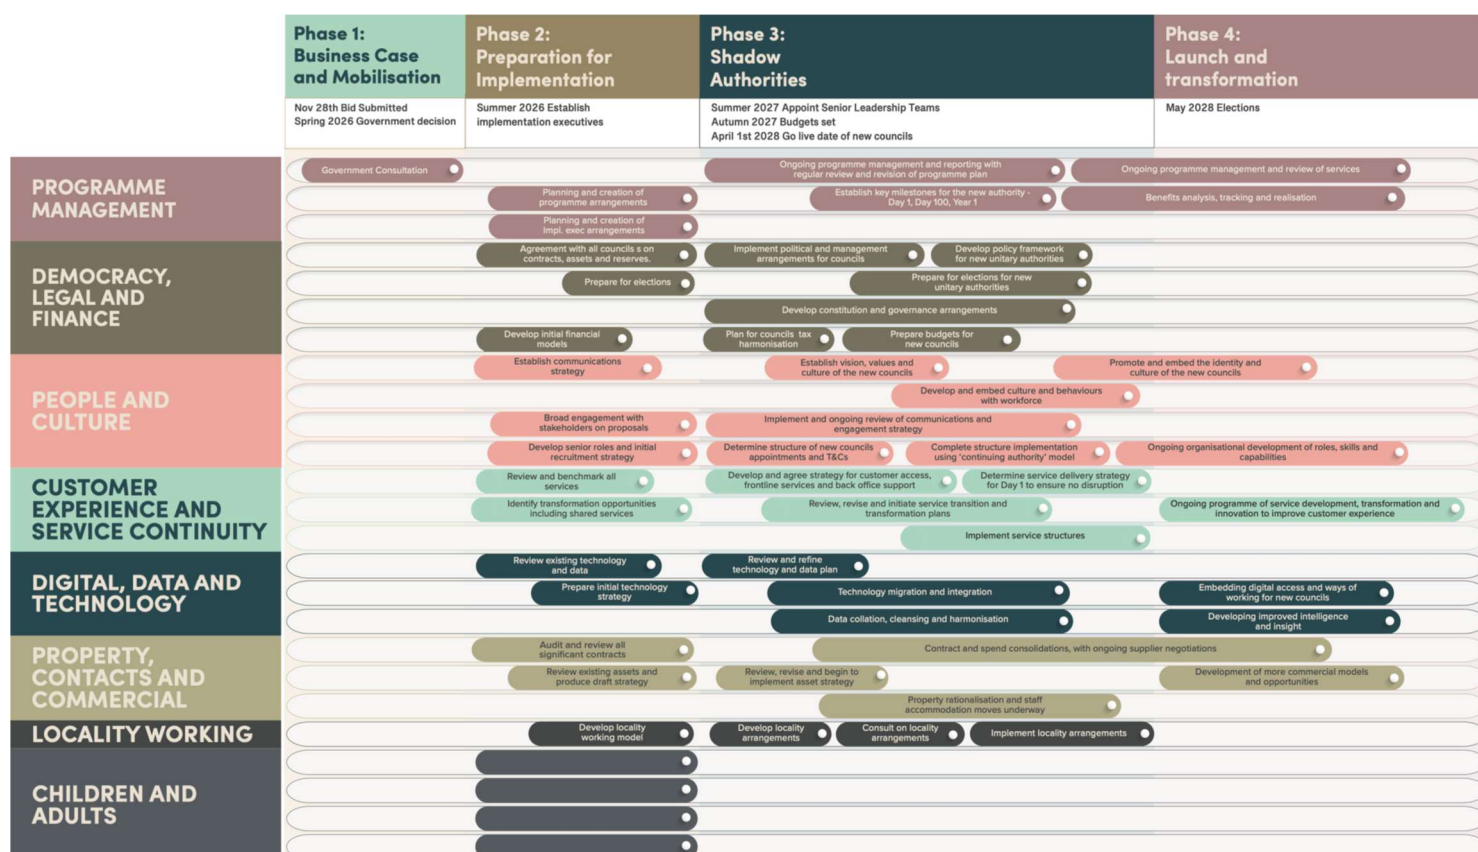 Phase 1:
Business Case
and Mobilisation
Phase 2:
Preparation for
Implementation
Phase 3:
Shadow
Authorities
Phase 4:
Launch and
transformation
Nov 28th Bid Submitted
Spring 2026 Government decision
Summer 2026 Establish
implementation executives
Summer 2027 Appoint Senior Leadership Teams
Autumn 2027 Budgets set
April 1st 2028 Go live date of new councils
May 2028 Elections
PROGRAMME
MANAGEMENT
Government Consultation
Ongoing programme management and reporting with
regular review and revision of programme plan
Ongoing programme management and review of services
Planning and creation of
programme arrangements
Establish key milestones for the new authority -
Day 1, Day 100, Year 1
Benefits analysis, tracking and realisation
Planning and creation of
Impl. exec arrangements
DEMOCRACY,
LEGAL AND
FINANCE
Agreement with all councils s on
contracts, assets and reserves.
Implement political and management
arrangements for councils
Develop policy framework
for new unitary authorities
Prepare for elections
Prepare for elections for new
unitary authorities
Develop constitution and governance arrangements
Develop initial financial
models
Plan for councils tax
harmonisation
Prepare budgets for
new councils
PEOPLE AND
CULTURE
Establish communications
strategy
Establish vision, values and
culture of the new councils
Promote and embed the identity and
culture of the new councils
Develop and embed culture and behaviours
with workforce
Broad engagement with
stakeholders on proposals
Implement and ongoing review of communications and
engagement strategy
Develop senior roles and initial
recruitment strategy
Determine structure of new councils
appointments and T&Cs
Complete structure implementation
using 'continuing authority' model
Ongoing organisational development of roles, skills and
capabilities
CUSTOMER
EXPERIENCE AND
SERVICE CONTINUITY
Review and benchmark all
services
Develop and agree strategy for customer access,
frontline services and back office support
Determine service delivery strategy
for Day 1 to ensure no disruption
Identify transformation opportunities
including shared services
Review, revise and initiate service transition and
transformation plans
Ongoing programme of service development, transformation and
innovation to improve customer experience
Implement service structures
DIGITAL, DATA AND
TECHNOLOGY
Review existing technology
and data
Review and refine
technology and data plan
Prepare initial technology
strategy
Technology migration and integration
Embedding digital access and ways of
working for new councils
Data collation, cleansing and harmonisation
Developing improved intelligence
and insight
PROPERTY,
CONTACTS AND
COMMERCIAL
Audit and review all
significant contracts
Contract and spend consolidations, with ongoing supplier negotiations
Review existing assets and
produce draft strategy
Review, revise and begin to
implement asset strategy
Development of more commercial models
and opportunities
Property rationalisation and staff
accommodation moves underway
LOCALITY WORKING
Develop locality
working model
Develop locality
arrangements
Consult on locality
arrangements
Implement locality arrangements
CHILDREN AND
ADULTS